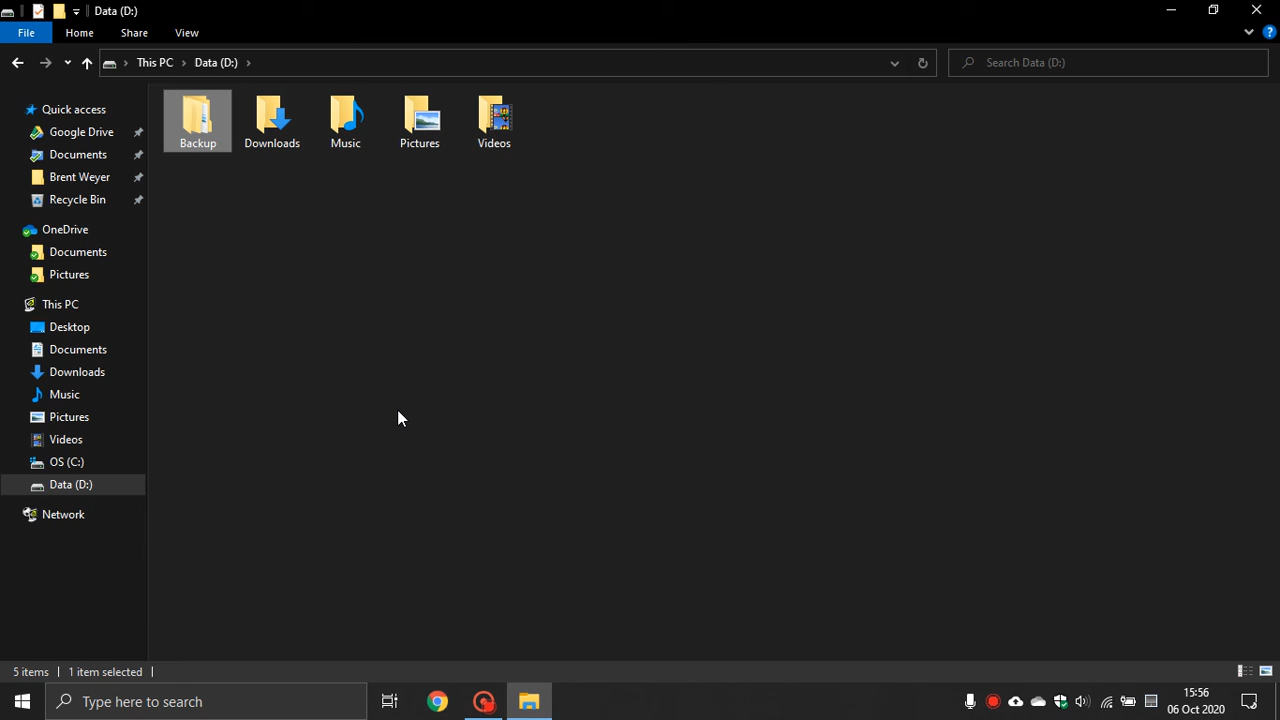 Data (D:)
File Home Share View
This PC Data (D:) Search Data (D:)
Quick access
Google Drive
Documents
Brent Weyer
Recycle Bin
OneDrive
Documents
Pictures
This PC
Desktop
Documents
Downloads
Music
Pictures
Videos
OS (C:)
Data (D:)
Network
Backup Downloads Music Pictures Videos
5 items 1 item selected
Type here to search
15:56
06 Oct 2020